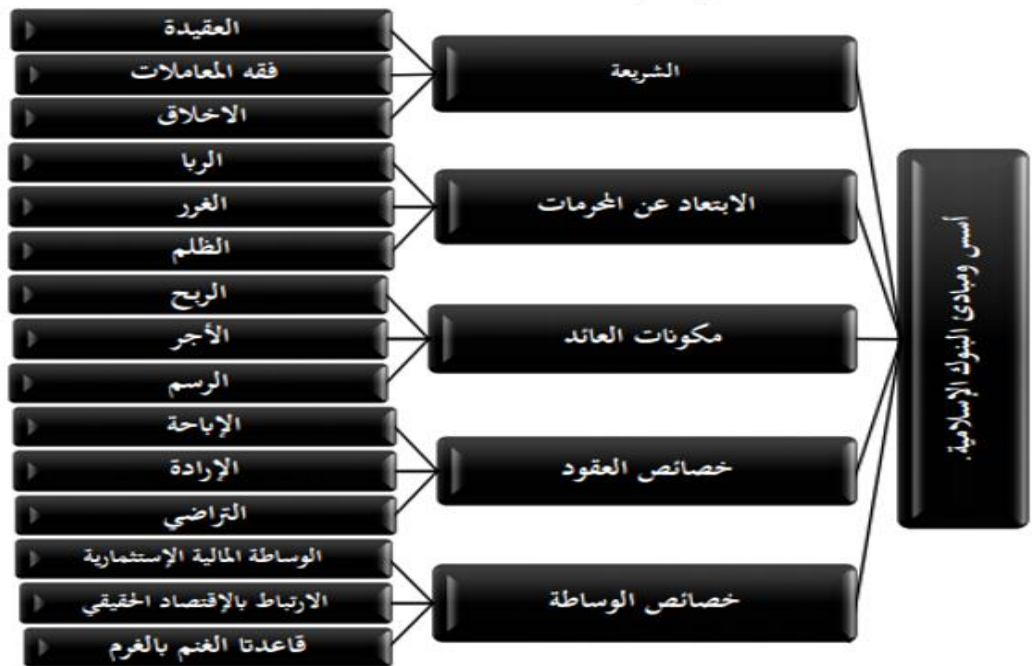 أسس ومبادئ البنوك الإسلامية.
الشريعة
العقيدة
فقه المعاملات
الاخلاق
الابتعاد عن المحرمات
الربا
الغرر
الظلم
مكونات العائد
الربح
الأجر
الرسم
خصائص العقود
الإباحة
الإرادة
التراضي
خصائص الوساطة
الوساطة المالية الإستثمارية
الارتباط بالإقتصاد الحقيقي
قاعدتا الغنم بالغرم